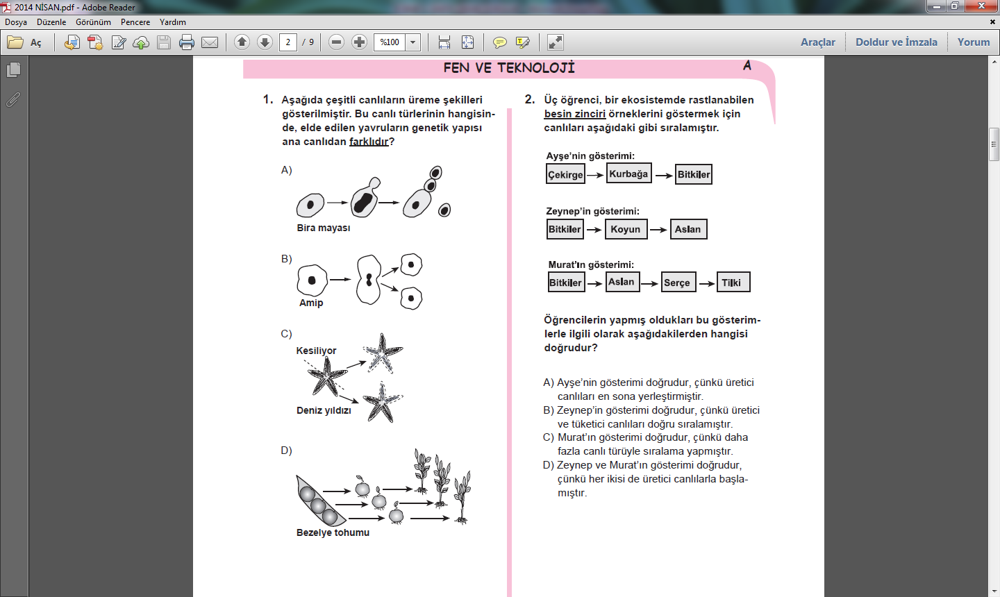 2014 NİSAN.pdf - Adobe Reader
Dosya Düzenle Görünüm Pencere Yardım
Aç
2 / 9
%100
Araçlar
Doldur ve İmzala
Yorum
FEN VE TEKNOLOJİ
A
1. Aşağıda çeşitli canlıların üreme şekilleri
gösterilmiştir. Bu canlı türlerinin hangisin-
de, elde edilen yavruların genetik yapısı
ana canlıdan farklıdır?
A)
Bira mayası
B)
Amip
C)
Kesiliyor
Deniz yıldızı
D)
Bezelye tohumu
2. Üç öğrenci, bir ekosistemde rastlanabilen
besin zinciri örneklerini göstermek için
canlıları aşağıdaki gibi sıralamıştır.
Ayşe’nin gösterimi:
Çekirge Kurbağa Bitkiler
Zeynep’in gösterimi:
Bitkiler Koyun Aslan
Murat’ın gösterimi:
Bitkiler Aslan Serçe Tilki
Öğrencilerin yapmış oldukları bu gösterim-
lerle ilgili olarak aşağıdakilerden hangisi
doğrudur?
A) Ayşe’nin gösterimi doğrudur, çünkü üretici
canlıları en sona yerleştirmiştir.
B) Zeynep’in gösterimi doğrudur, çünkü üretici
ve tüketici canlıları doğru sıralamıştır.
C) Murat’ın gösterimi doğrudur, çünkü daha
fazla canlı türüyle sıralama yapmıştır.
D) Zeynep ve Murat’ın gösterimi doğrudur,
çünkü her ikisi de üretici canlılarla başla-
mıştır.